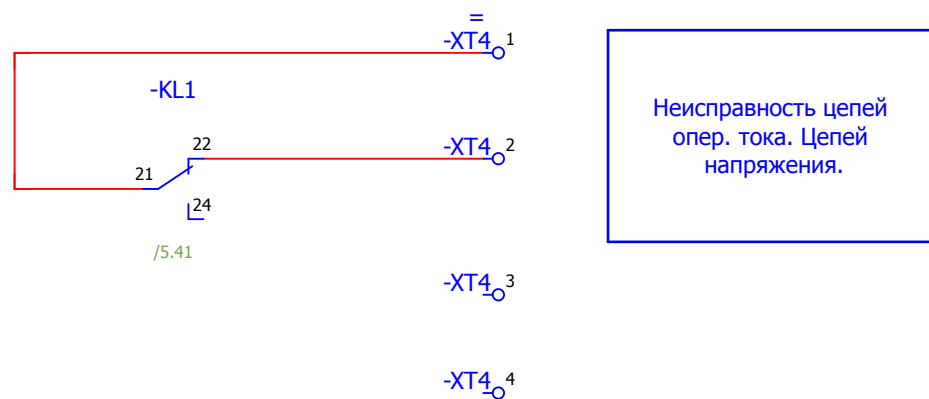 =
-XT4 1
-KL1
Неисправность цепей
опер. тока. Цепей
напряжения.
22
-XT4 2
21
24
/5.41
-XT4 3
-XT4 4